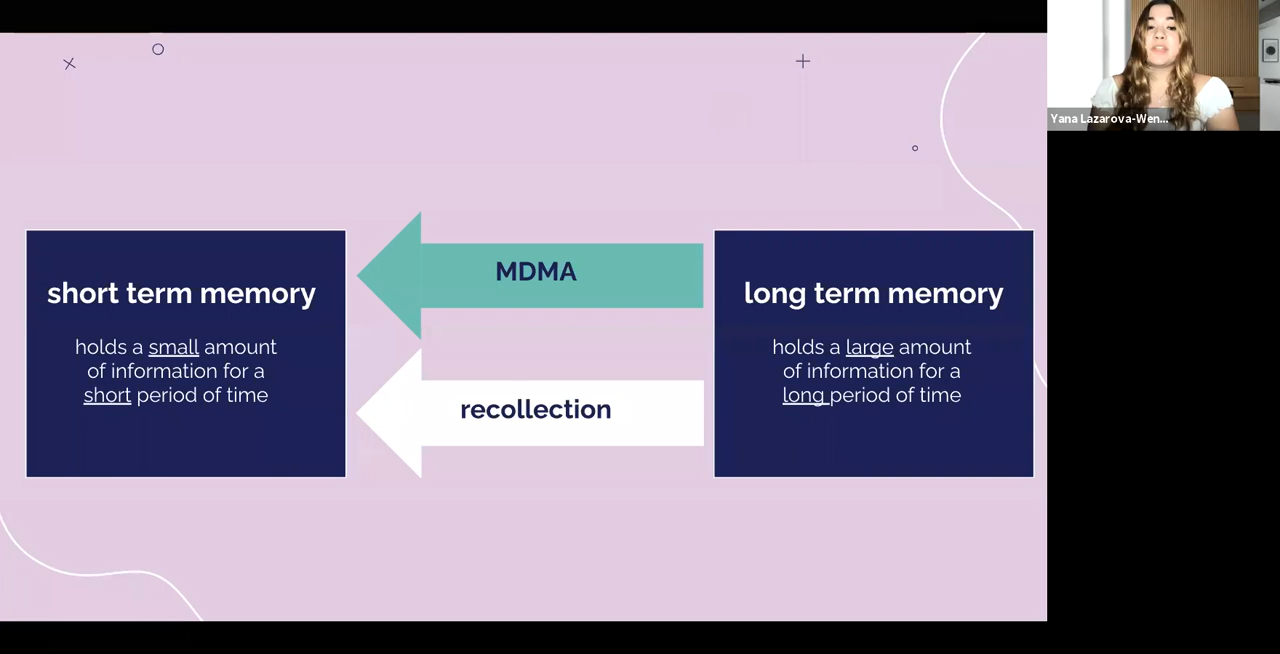 short term memory
holds a small amount
of information for a
short period of time
MDMA
recollection
long term memory
holds a large amount
of information for a
long period of time
Yana Lazarova-Wen...